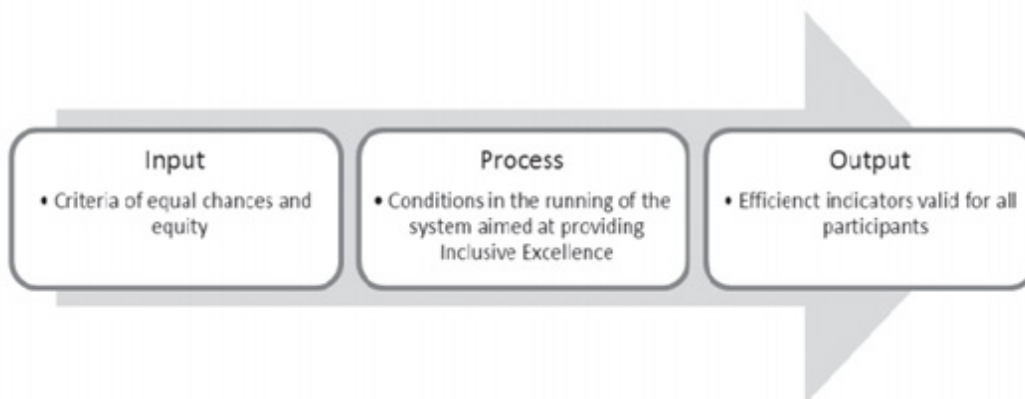 Input
• Criteria of equal chances and
equity
Process
• Conditions in the running of the
system aimed at providing
Inclusive Excellence
Output
• Efficienct indicators valid for all
participants